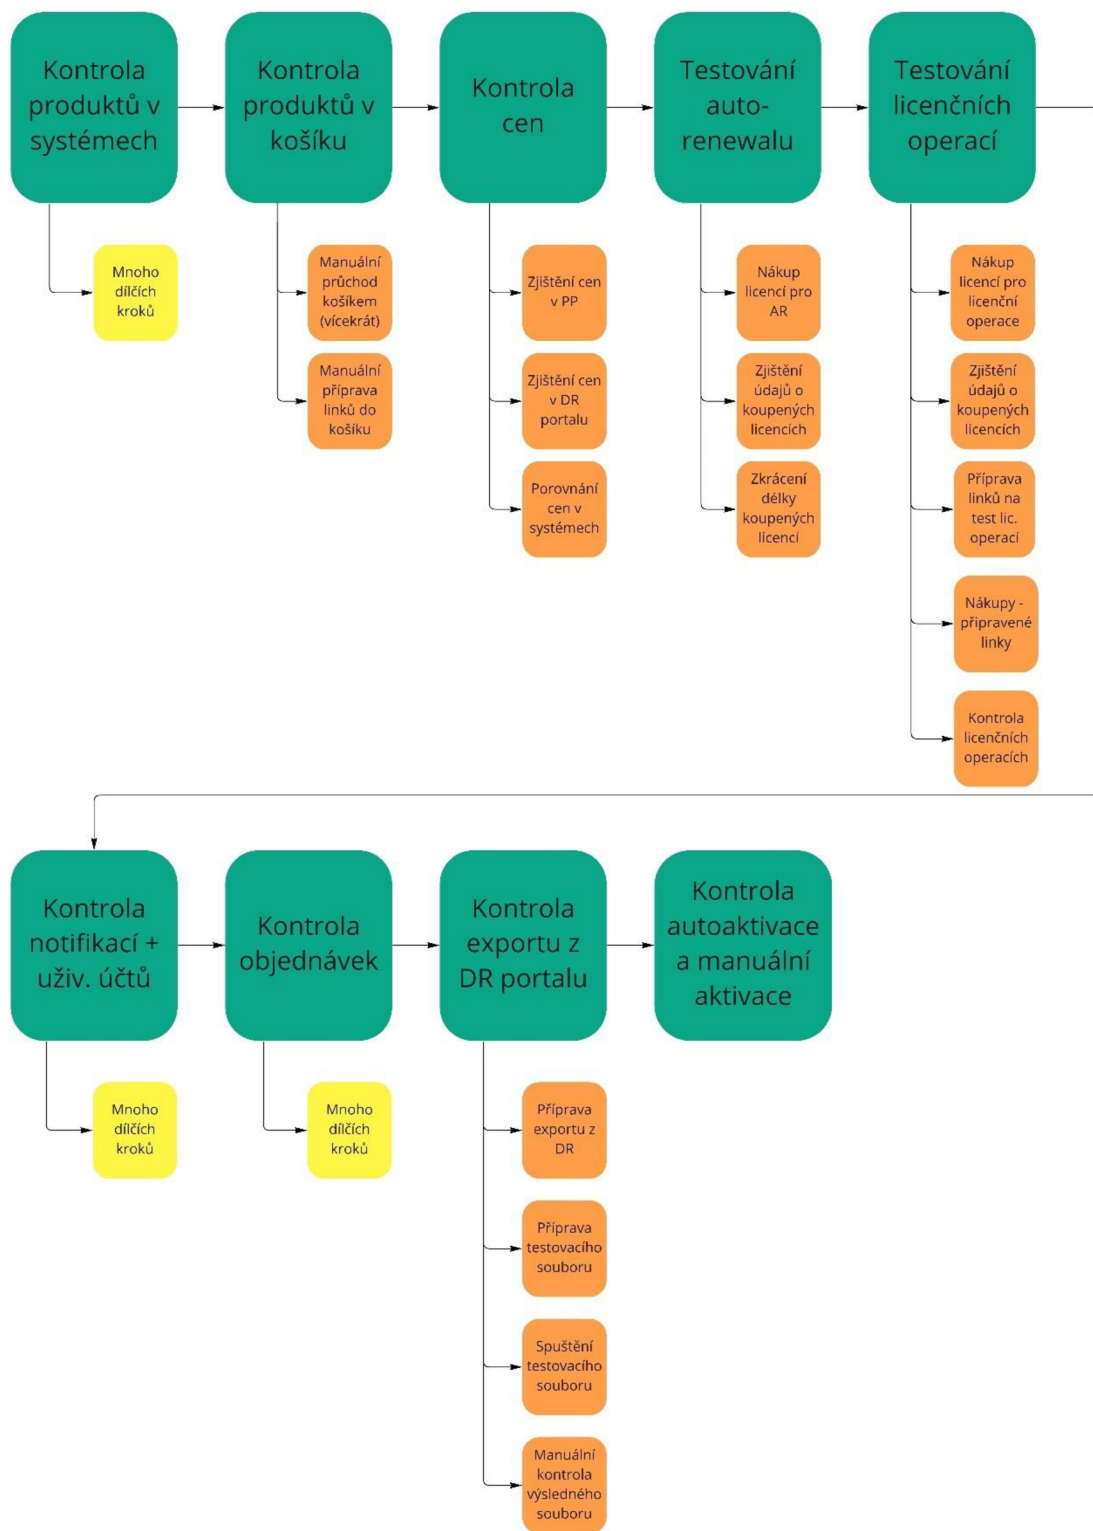 Kontrola
produktů v
systémech
Kontrola
produktů v
košíku
Kontrola
cen
Testování
auto-
renewalu
Testování
licenčních
operací
Mnoho
dílčích
kroků
Manuální
průchod
košíkem
(vícekrát)
Manuální
příprava
linků do
košíku
Zjištění cen
v PP
Zjištění cen
v DR
portalu
Porovnání
cen v
systémech
Nákup
licencí pro
AR
Zjištění
údajů o
koupených
licencích
Zkrácení
délky
koupených
licencí
Nákup
licencí pro
licenční
operace
Zjištění
údajů o
koupených
licencích
Příprava
linků na
test lic.
operací
Nákupy -
připravené
linky
Kontrola
licenčních
operacích
Kontrola
notifikací +
uživ. účtů
Kontrola
objednávek
Kontrola
exportu z
DR portalu
Kontrola
autoaktivace
a manuální
aktivace
Mnoho
dílčích
kroků
Mnoho
dílčích
kroků
Příprava
exportu z
DR
Příprava
testovacího
souboru
Spuštění
testovacího
souboru
Manuální
kontrola
výsledného
souboru